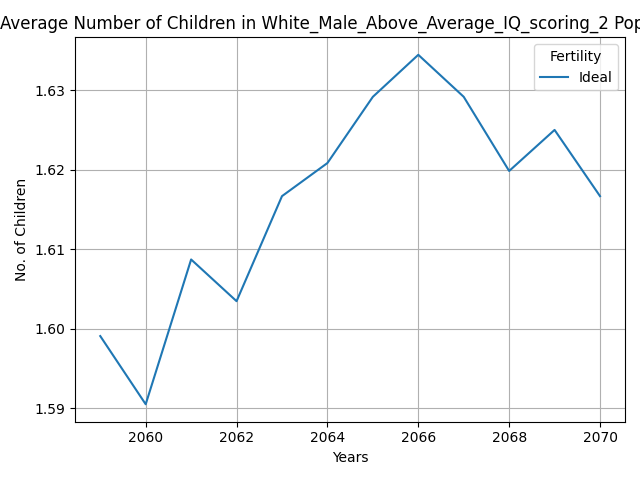 Average Number of Children in White_Male_Above_Average_IQ_scoring_2 Pop
Fertility
Ideal
1.63
1.62
1.61
1.60
1.59
No. of Children
2060 2062 2064 2066 2068 2070
Years